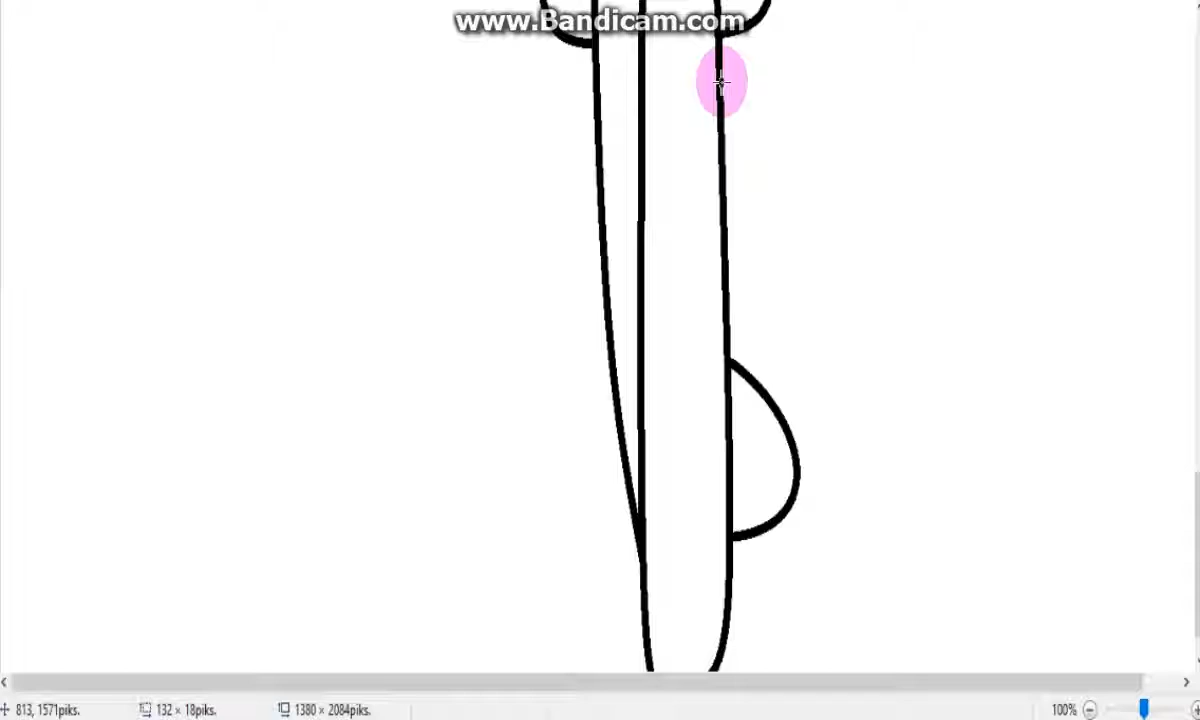 www.Bandicam.com
813, 1571piks.
132 × 18piks.
1380 × 2084piks.
100%